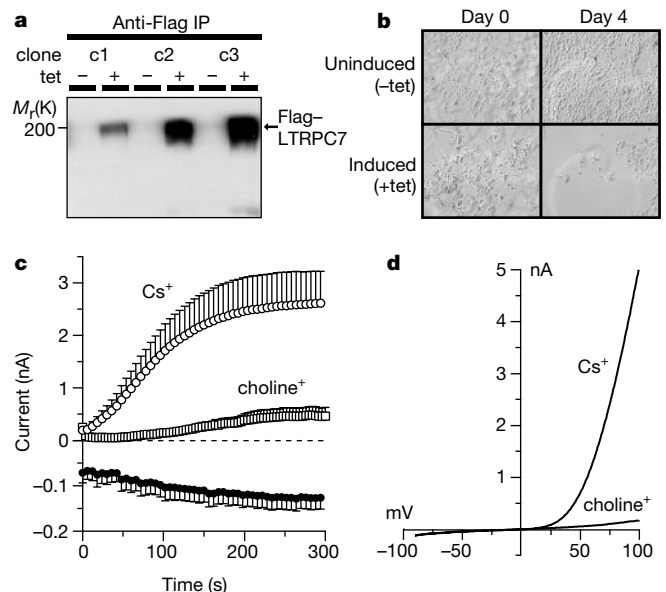 a
Anti-Flag IP
clone c1 c2 c3
tet – + – + – +
Mr(K)
200
Flag–
LTRPC7
b
Day 0 Day 4
Uninduced
(–tet)
Induced
(+tet)
c
Current (nA)
3
2
1
0
–0.1
–0.2
Cs+
choline+
0 100 200 300
Time (s)
d
5 nA
4
3
2
1
Cs+
choline+
mV
–100 –50 50 100